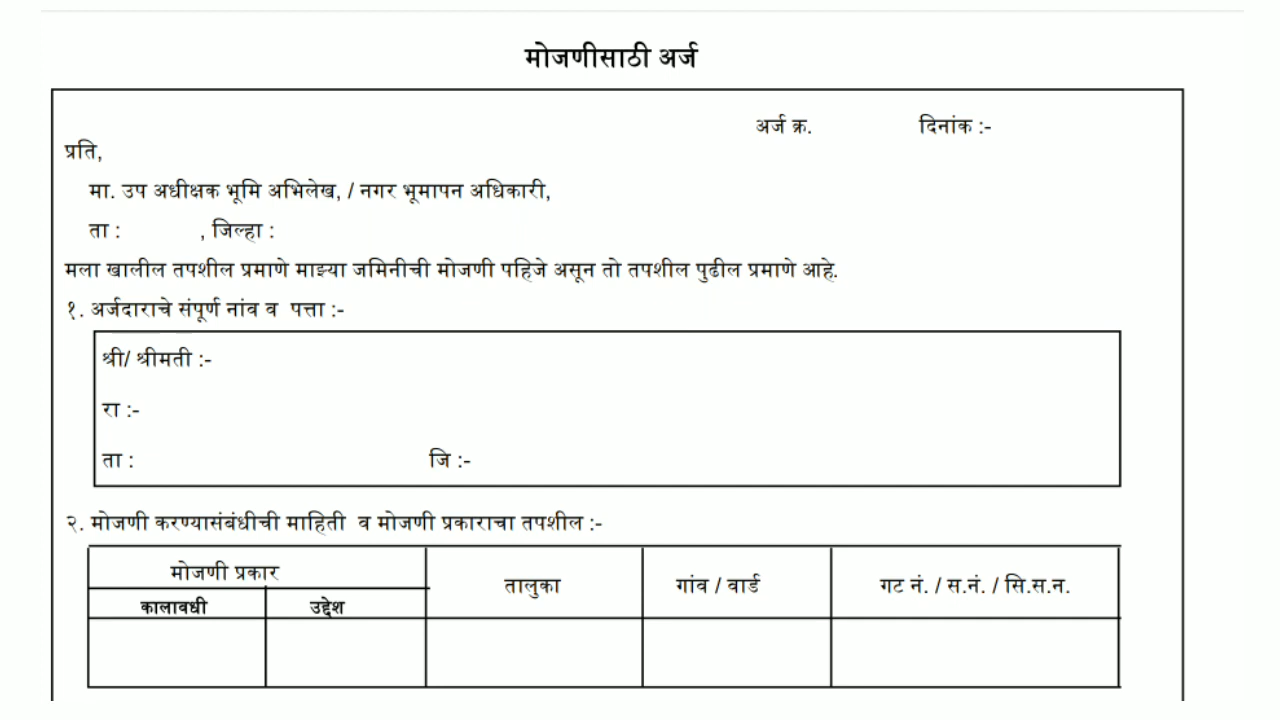 मोजणीसाठी अर्ज
अर्ज क्र. दिनांक :-
प्रति,
मा. उप अधीक्षक भूमि अभिलेख, / नगर भूमापन अधिकारी,
ता : , जिल्हा :
मला खालील तपशील प्रमाणे माझ्या जमिनीची मोजणी पहिजे असून तो तपशील पुढील प्रमाणे आहे.
१. अर्जदाराचे संपूर्ण नांव व पत्ता :-
श्री/ श्रीमती :-
रा :-
ता : जि :-
२. मोजणी करण्यासंबंधीची माहिती व मोजणी प्रकाराचा तपशील :-
मोजणी प्रकार तालुका गांव / वार्ड गट नं. / स.नं. / सि.स.न.
कालावधी उद्देश